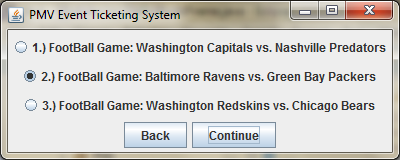 PMV Event Ticketing System
1.) FootBall Game: Washington Capitals vs. Nashville Predators
2.) FootBall Game: Baltimore Ravens vs. Green Bay Packers
3.) FootBall Game: Washington Redskins vs. Chicago Bears
Back Continue